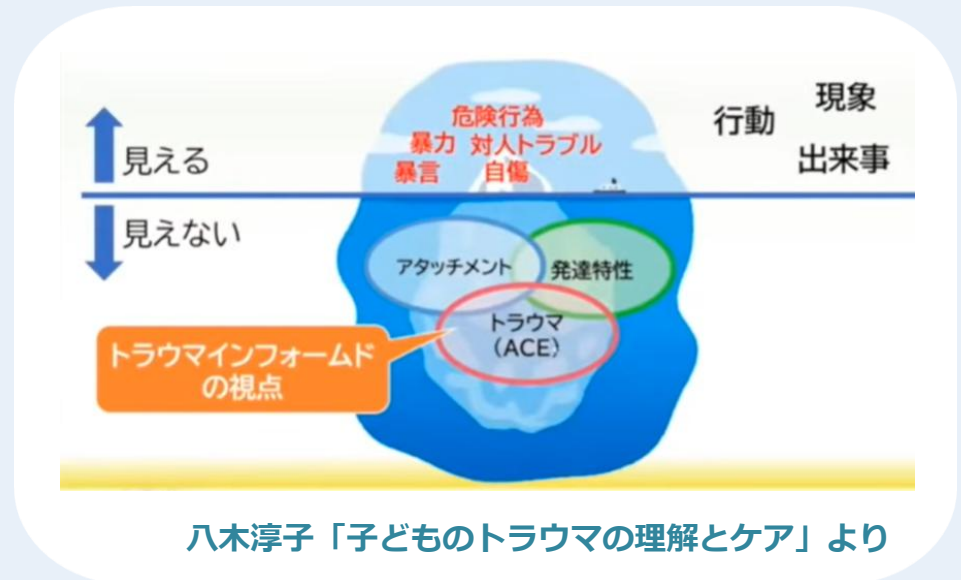 危険行為
暴力 対人トラブル
暴言 自傷
行動
現象
出来事
見える
見えない
アタッチメント
発達特性
トラウマ
(ACE)
トラウマインフォームド
の視点
八木淳子「子どものトラウマの理解とケア」より